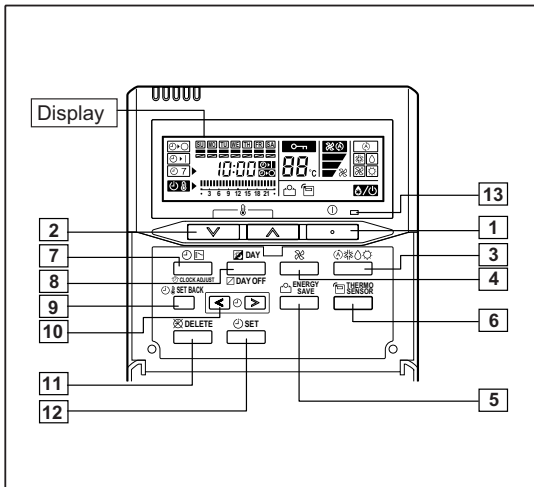 Display
SU MO TU WE TH FR SA
7
10:00
88 °C
3 6 9 12 15 18 21
13
2
1
7
DAY
3
CLOCK ADJUST
DAY OFF
8
ENERGY SAVE
THERMO SENSOR
4
SET BACK
9
10
6
DELETE
SET
11
12
5